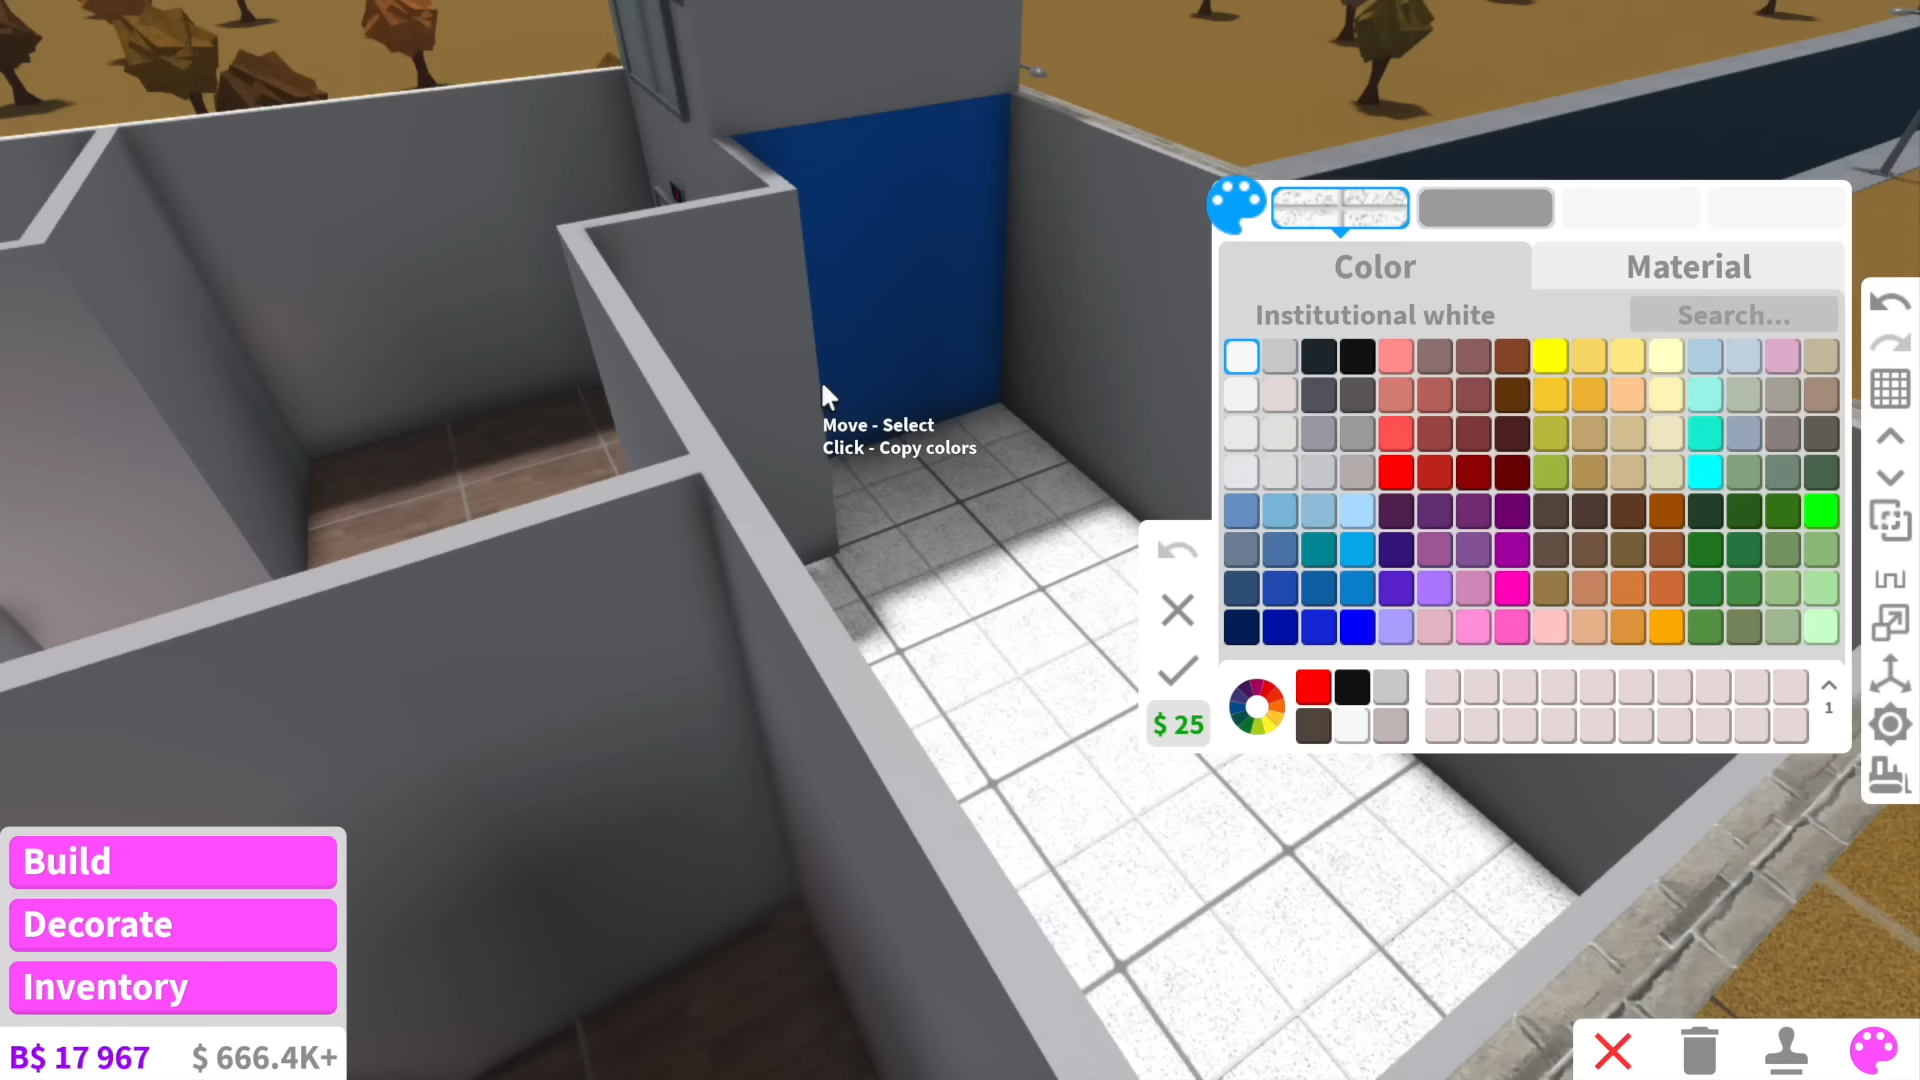 Color
Material
Institutional white
Search...
Move - Select
Click - Copy colors
$ 25
1
Build
Decorate
Inventory
B$ 17 967
$ 666.4K+